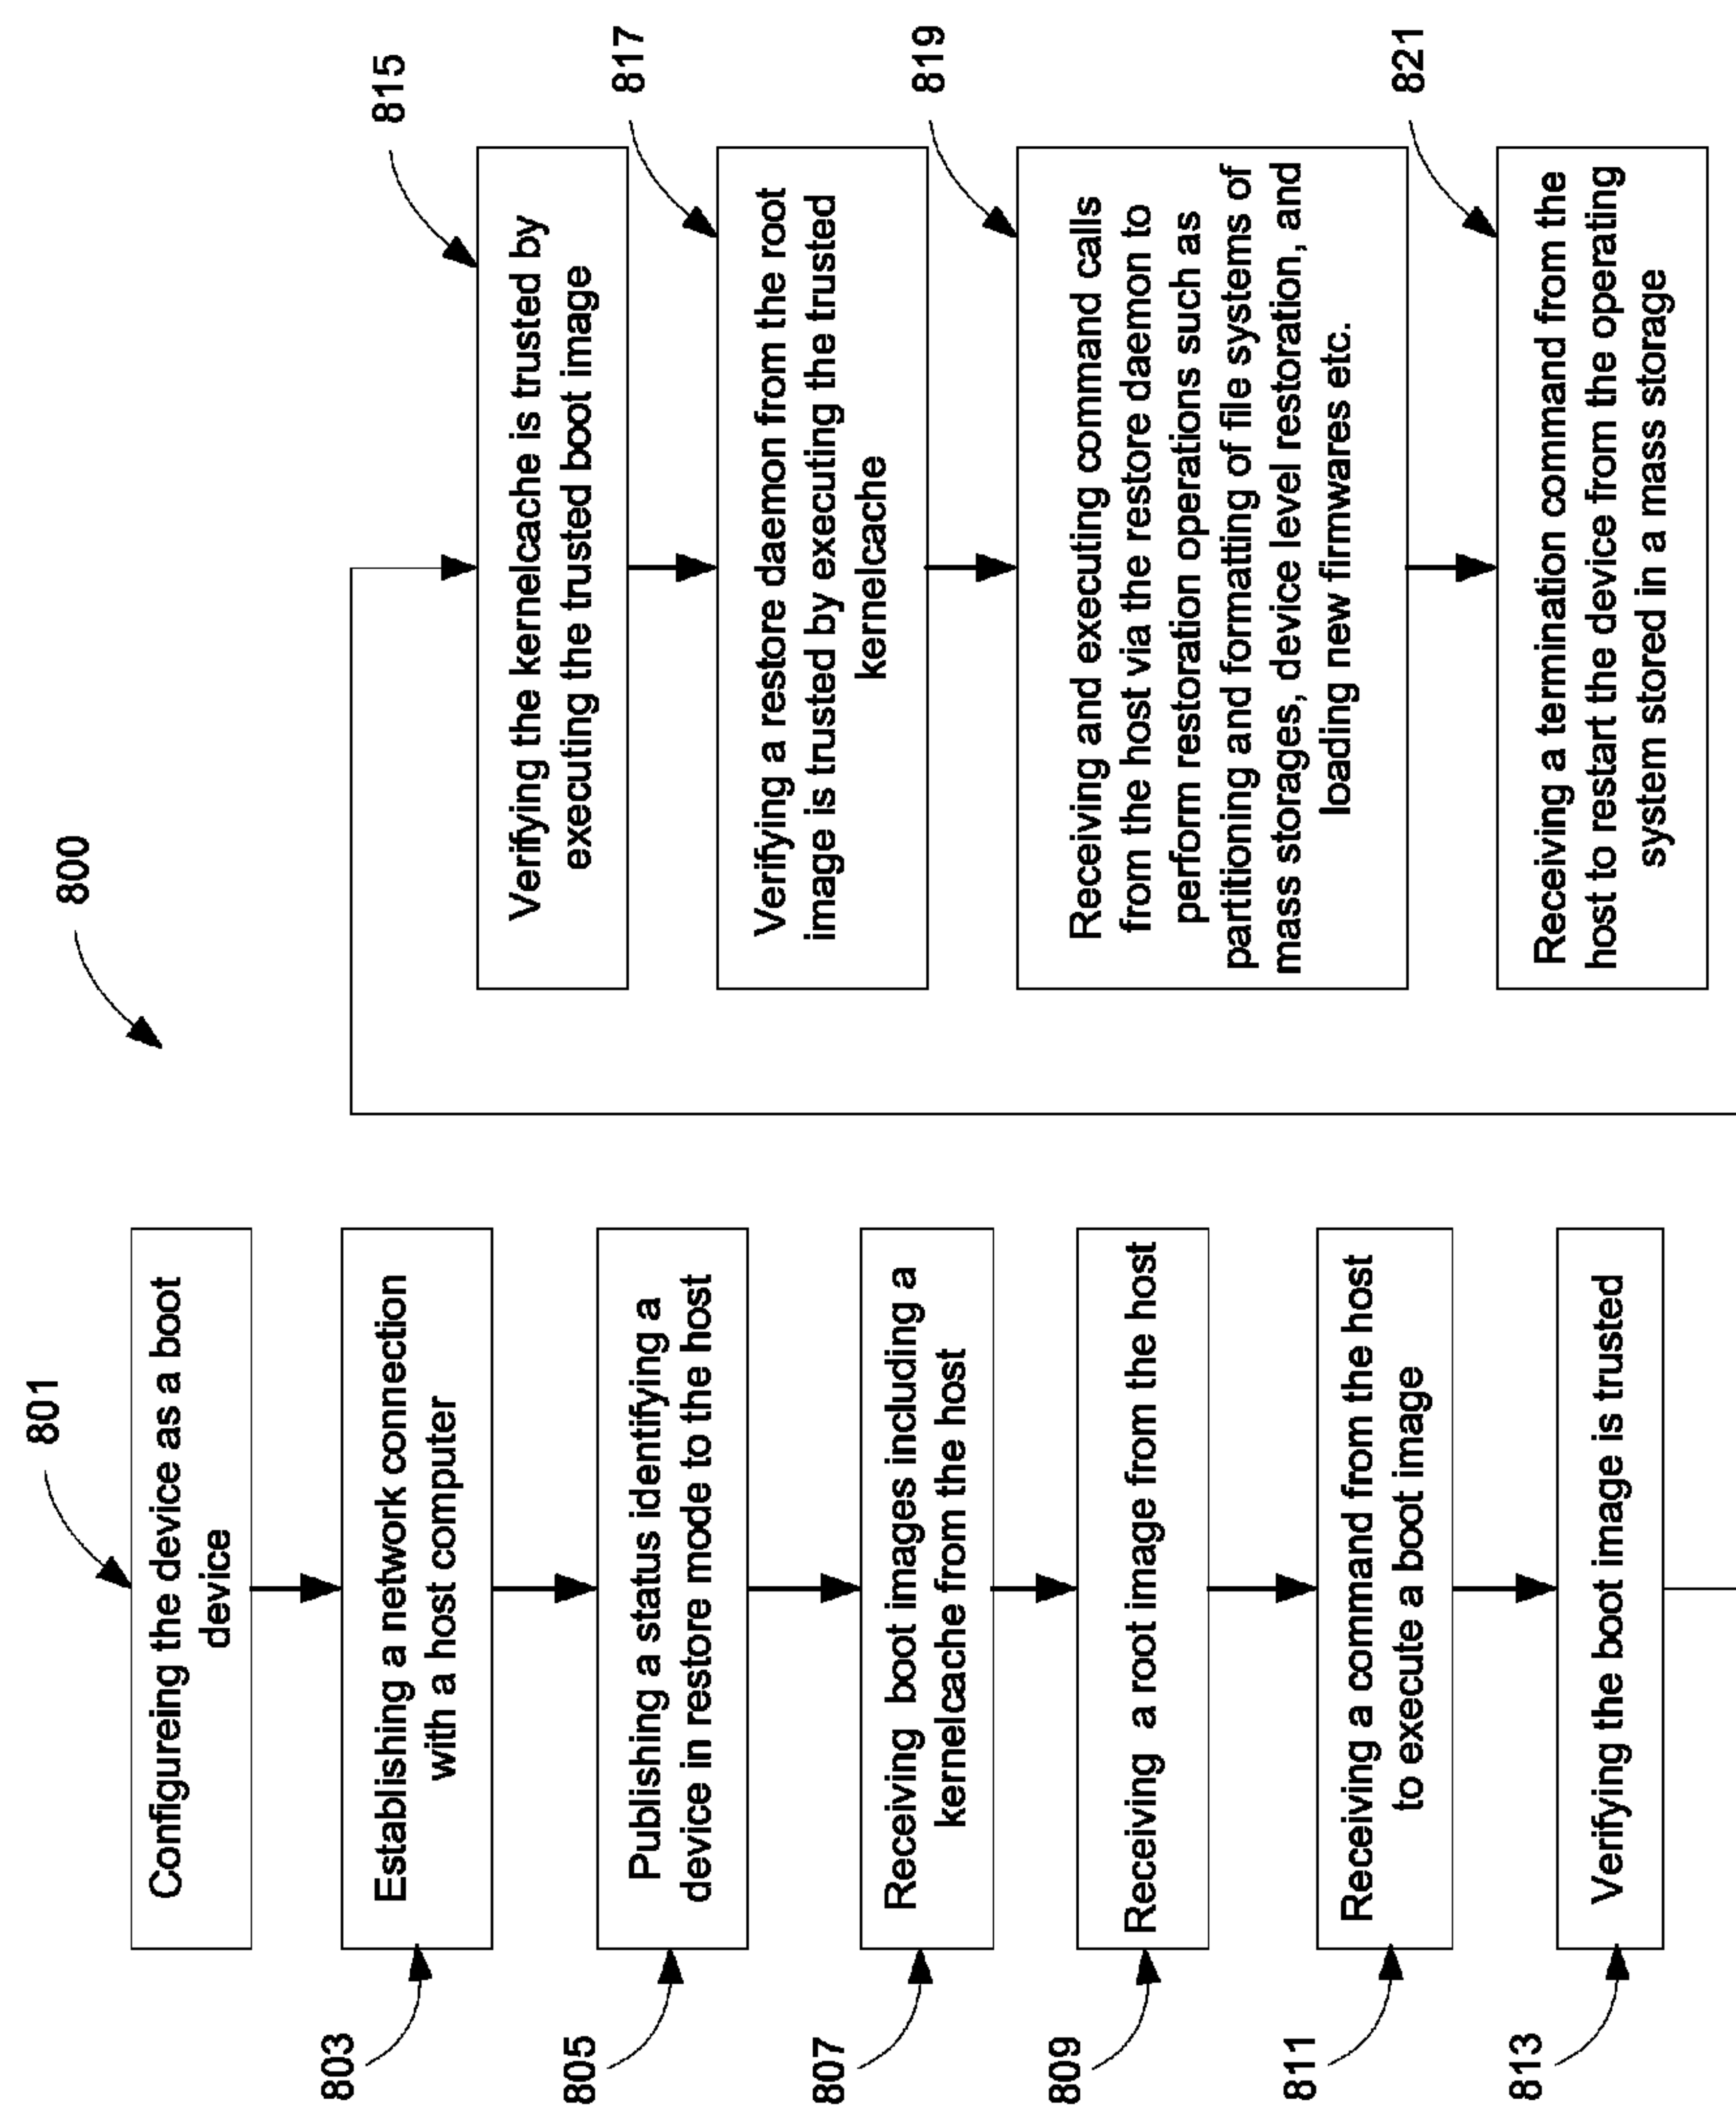 800
801
Configureing the device as a boot
device
803
Establishing a network connection
with a host computer
805
Publishing a status identifying a
device in restore mode to the host
807
Receiving boot images including a
kernelcache from the host
809
Receiving a root image from the host
811
Receiving a command from the host
to execute a boot image
813
Verifying the boot image is trusted
815
Verifying the kernelcache is trusted by
executing the trusted boot image
817
Verifying a restore daemon from the root
image is trusted by executing the trusted
kernelcache
819
Receiving and executing command calls
from the host via the restore daemon to
perform restoration operations such as
partitioning and formatting of file systems of
mass storages, device level restoration, and
loading new firmwares etc.
821
Receiving a termination command from the
host to restart the device from the operating
system stored in a mass storage